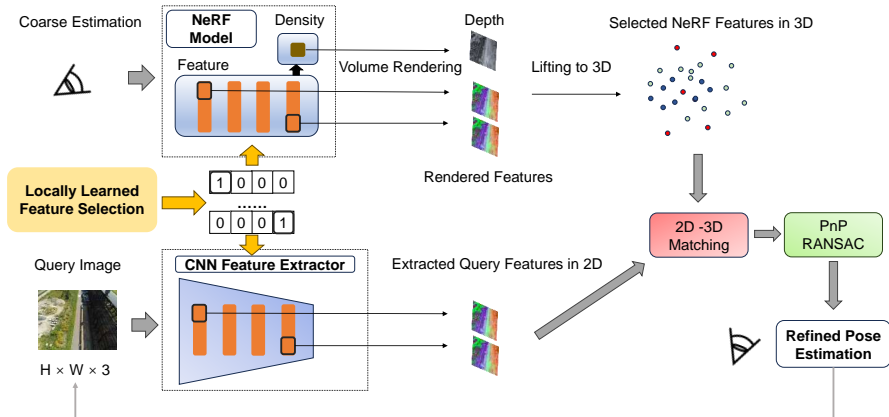 Coarse Estimation
NeRF
Model
Density
Feature
Volume Rendering
Depth
Lifting to 3D
Selected NeRF Features in 3D
Rendered Features
Locally Learned
Feature Selection
1 0 0 0
......
0 0 0 1
2D -3D
Matching
PnP
RANSAC
Query Image
CNN Feature Extractor
Extracted Query Features in 2D
H × W × 3
Refined Pose
Estimation